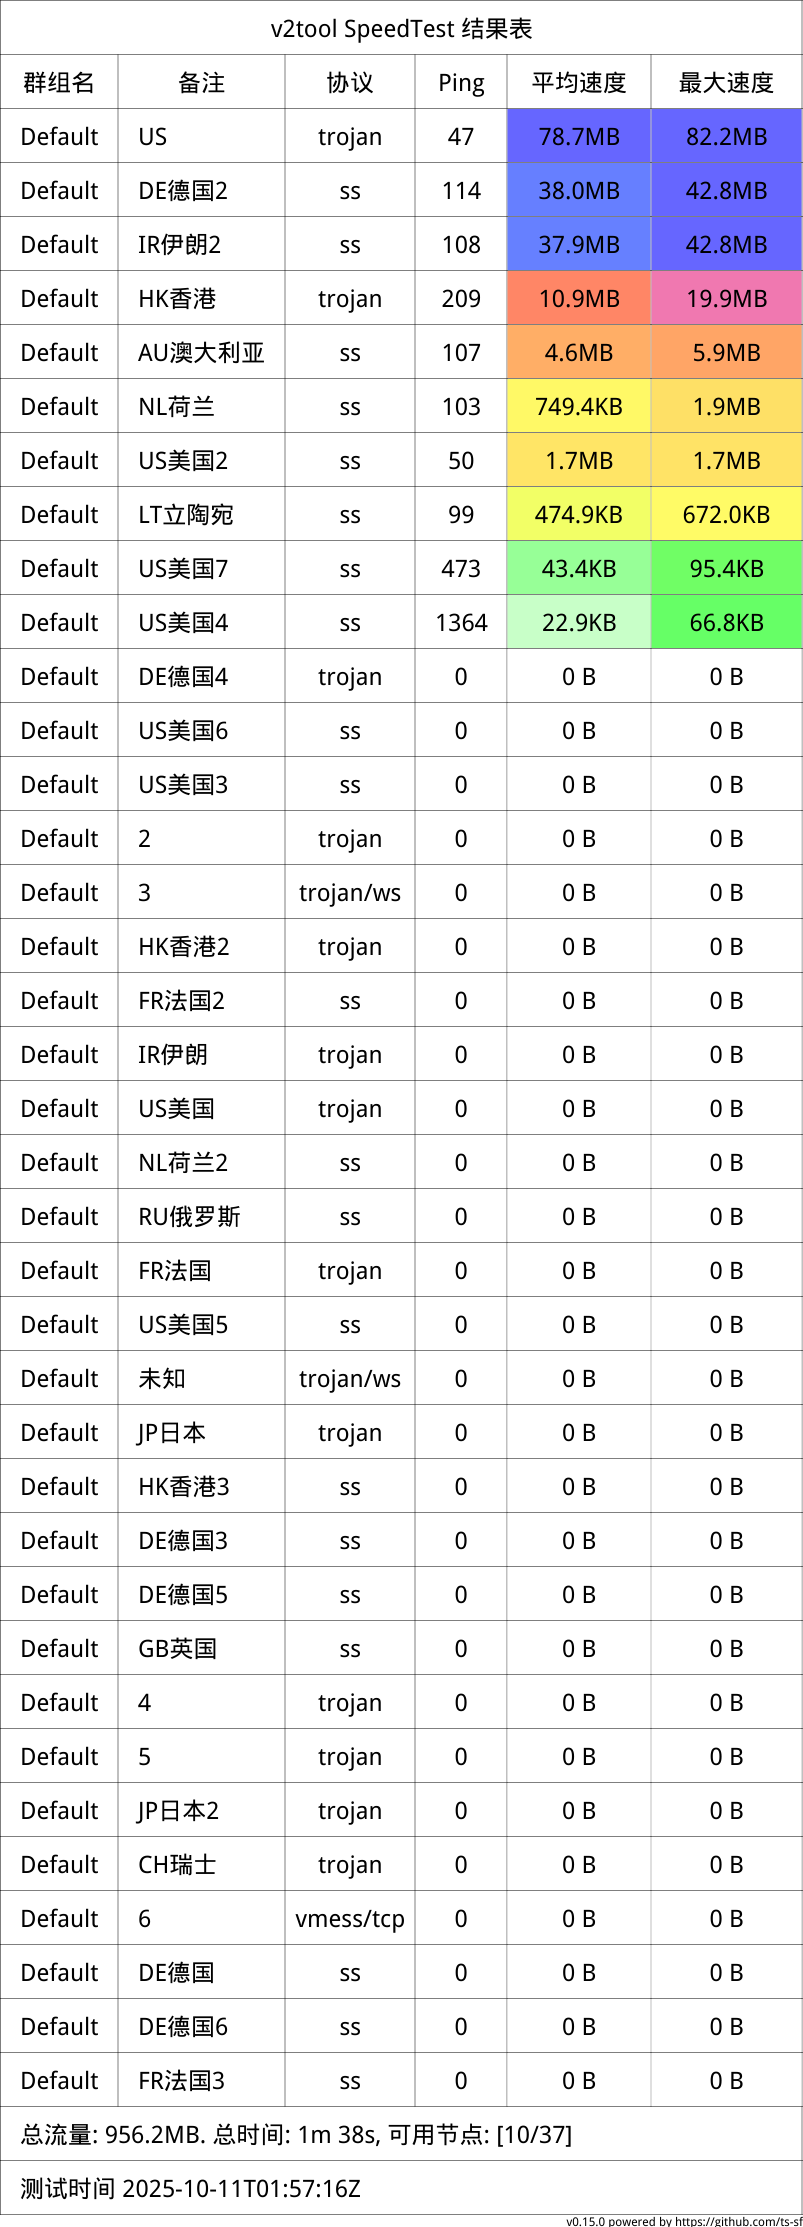 v2tool SpeedTest 结果表
群组名 备注 协议 Ping 平均速度 最大速度
Default US trojan 47 78.7MB 82.2MB
Default DE德国2 ss 114 38.0MB 42.8MB
Default IR伊朗2 ss 108 37.9MB 42.8MB
Default HK香港 trojan 209 10.9MB 19.9MB
Default AU澳大利亚 ss 107 4.6MB 5.9MB
Default NL荷兰 ss 103 749.4KB 1.9MB
Default US美国2 ss 50 1.7MB 1.7MB
Default LT立陶宛 ss 99 474.9KB 672.0KB
Default US美国7 ss 473 43.4KB 95.4KB
Default US美国4 ss 1364 22.9KB 66.8KB
Default DE德国4 trojan 0 0 B 0 B
Default US美国6 ss 0 0 B 0 B
Default US美国3 ss 0 0 B 0 B
Default 2 trojan 0 0 B 0 B
Default 3 trojan/ws 0 0 B 0 B
Default HK香港2 trojan 0 0 B 0 B
Default FR法国2 ss 0 0 B 0 B
Default IR伊朗 trojan 0 0 B 0 B
Default US美国 trojan 0 0 B 0 B
Default NL荷兰2 ss 0 0 B 0 B
Default RU俄罗斯 ss 0 0 B 0 B
Default FR法国 trojan 0 0 B 0 B
Default US美国5 ss 0 0 B 0 B
Default 未知 trojan/ws 0 0 B 0 B
Default JP日本 trojan 0 0 B 0 B
Default HK香港3 ss 0 0 B 0 B
Default DE德国3 ss 0 0 B 0 B
Default DE德国5 ss 0 0 B 0 B
Default GB英国 ss 0 0 B 0 B
Default 4 trojan 0 0 B 0 B
Default 5 trojan 0 0 B 0 B
Default JP日本2 trojan 0 0 B 0 B
Default CH瑞士 trojan 0 0 B 0 B
Default 6 vmess/tcp 0 0 B 0 B
Default DE德国 ss 0 0 B 0 B
Default DE德国6 ss 0 0 B 0 B
Default FR法国3 ss 0 0 B 0 B
总流量: 956.2MB. 总时间: 1m 38s, 可用节点: [10/37]
测试时间 2025-10-11T01:57:16Z
v0.15.0 powered by https://github.com/ts-sf